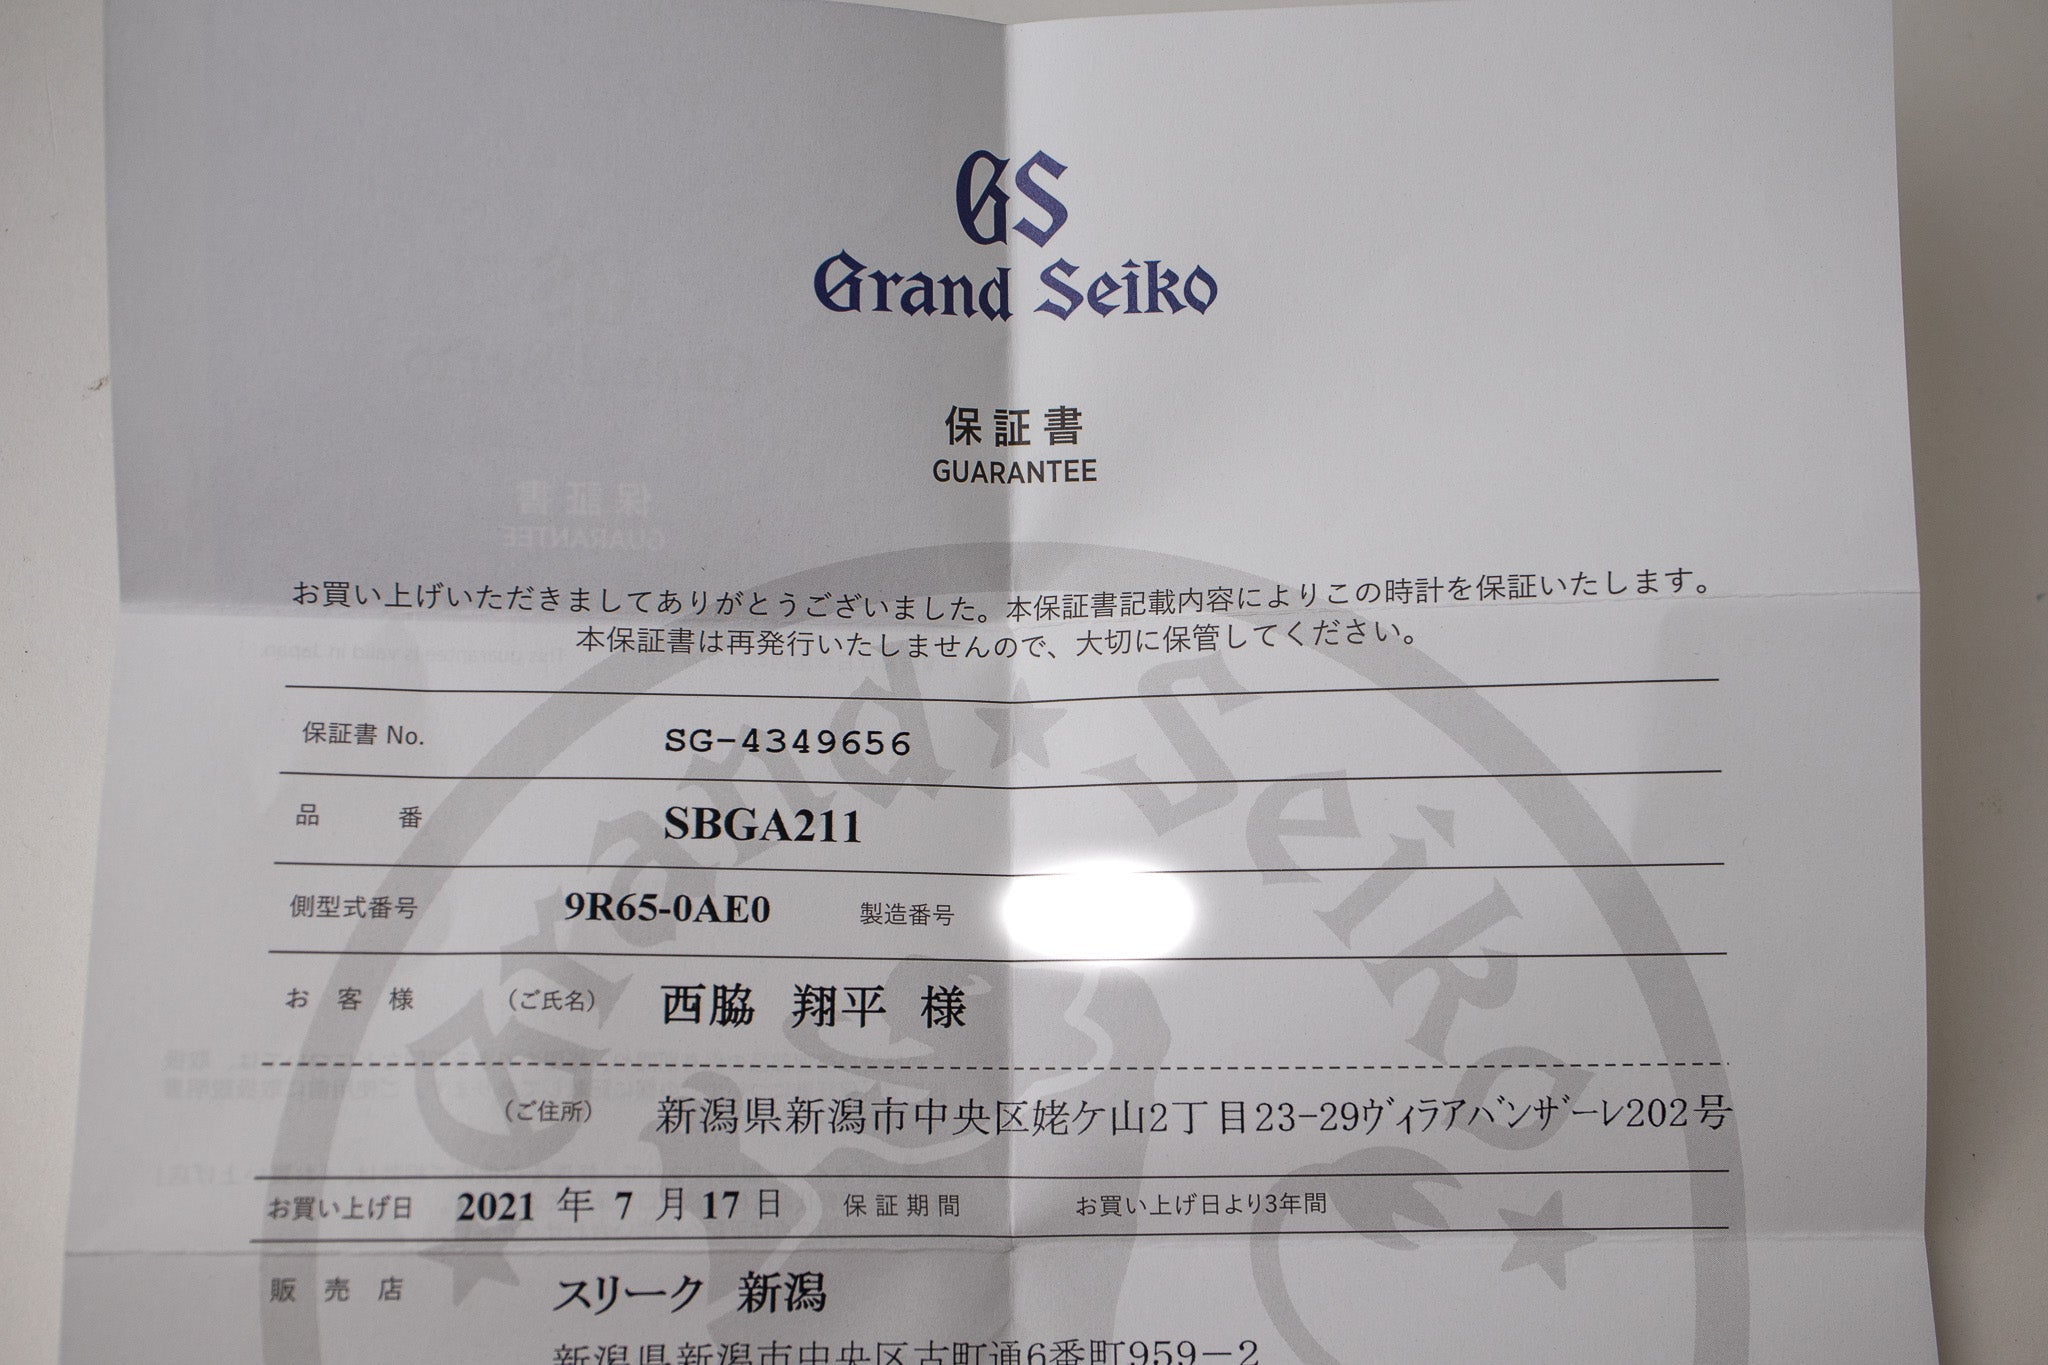 GS
Grand Seiko
保証書
GUARANTEE
お買い上げいただきましてありがとうございました。本保証書記載内容によりこの時計を保証いたします。
本保証書は再発行いたしませんので、大切に保管してください。
保証書 No. SG-4349656
品 番 SBGA211
側型式番号 9R65-0AE0 製造番号
お 客 様 (ご氏名) 西脇 翔平 様
(ご住所) 新潟県新潟市中央区姥ケ山2丁目23-29ヴィラアバンザーレ202号
お買い上げ日 2021 年 7 月 17 日 保証期間 お買い上げ日より3年間
販 売 店 スリーク 新潟
新潟県新潟市中央区古町通6番町959-2